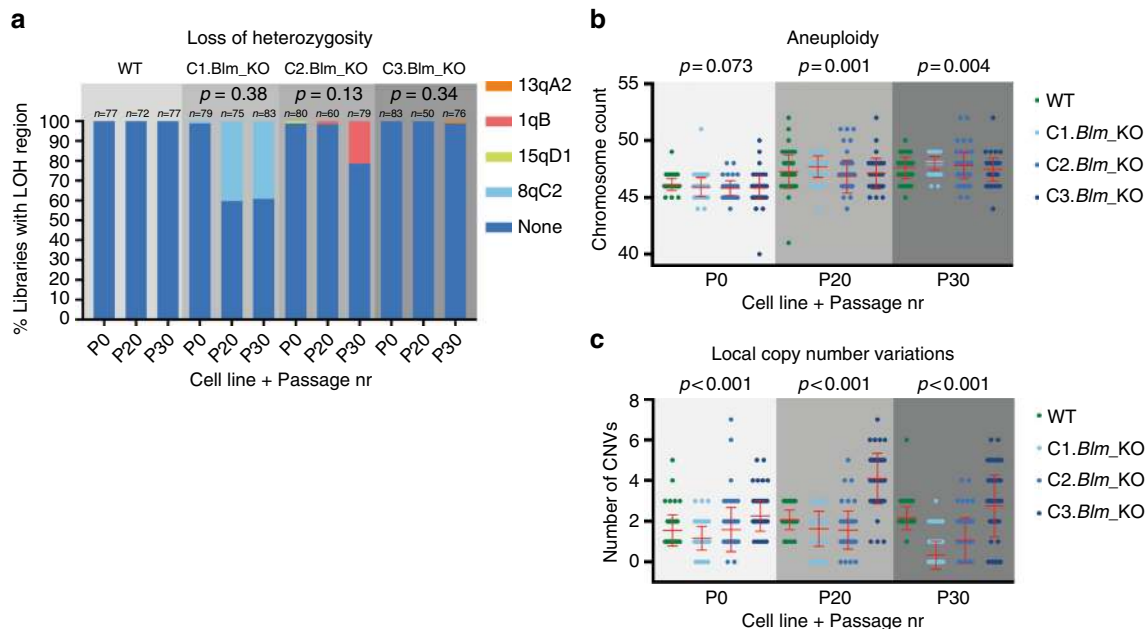 a
Loss of heterozygosity
WT C1.Blm_KO C2.Blm_KO C3.Blm_KO
p = 0.38 p = 0.13 p = 0.34
n=77 n=72 n=77 n=79 n=75 n=83 n=80 n=60 n=79 n=83 n=50 n=76
100
90
80
70
60
50
40
30
20
10
0
% Libraries with LOH region
P0 P20 P30 P0 P20 P30 P0 P20 P30 P0 P20 P30
Cell line + Passage nr
13qA2
1qB
15qD1
8qC2
None
b
Aneuploidy
p = 0.073 p = 0.001 p = 0.004
55
50
45
40
Chromosome count
P0 P20 P30
Cell line + Passage nr
WT
C1.Blm_KO
C2.Blm_KO
C3.Blm_KO
c
Local copy number variations
p < 0.001 p < 0.001 p < 0.001
8
6
4
2
0
Number of CNVs
P0 P20 P30
Cell line + Passage nr
WT
C1.Blm_KO
C2.Blm_KO
C3.Blm_KO